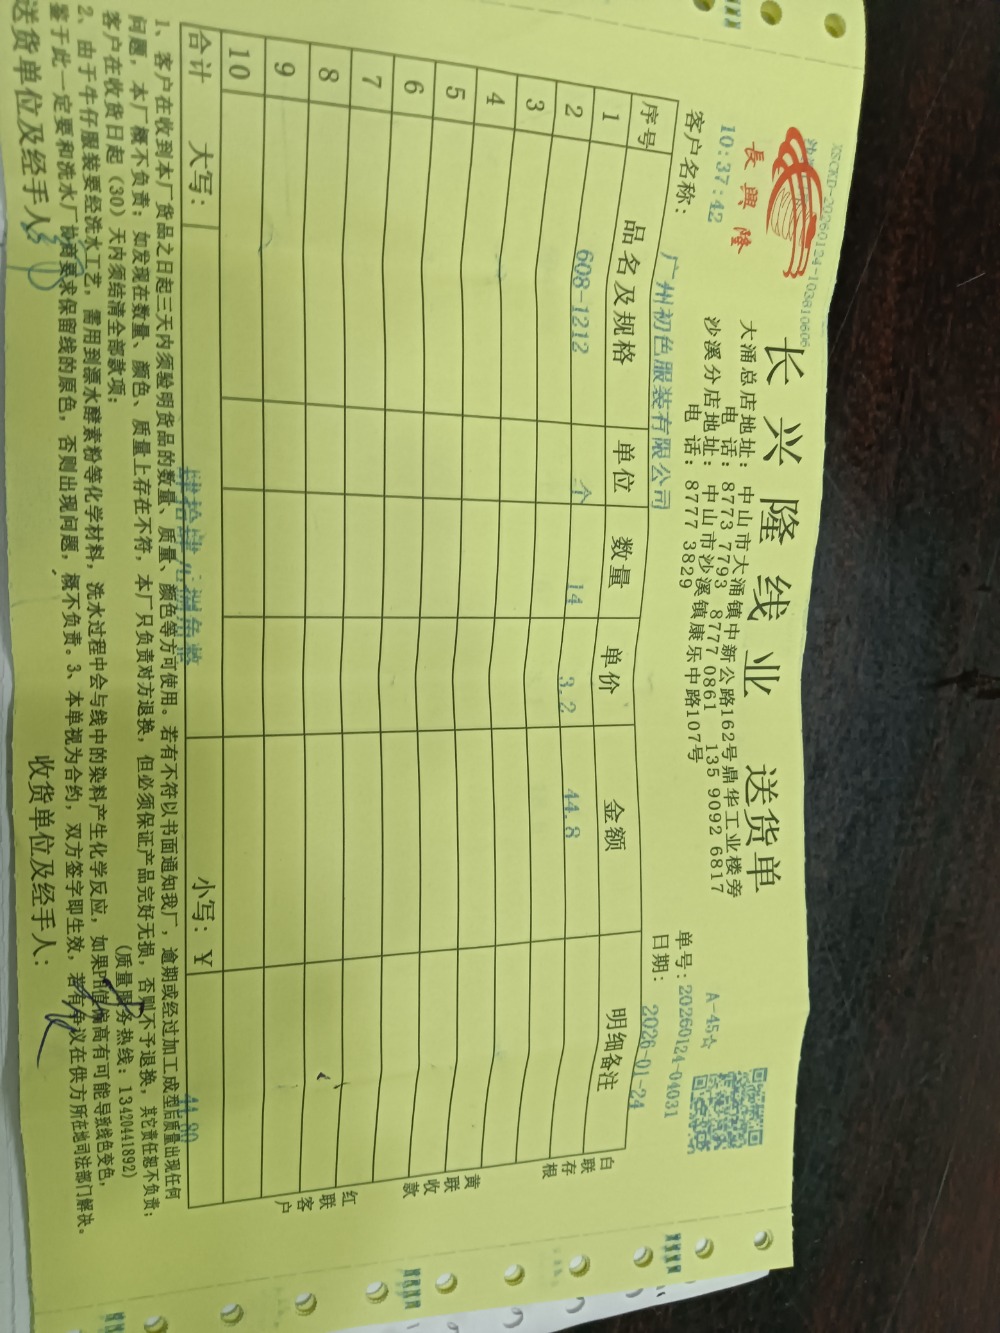 XSCKD-20260124-103810606
長興隆
10:37:42
长兴隆线业 送货单
大涌总店地址：中山市大涌镇中新公路162号鼎华工业楼旁
电 话：8773 7793 8777 0861 135 9092 6817
沙溪分店地址：中山市沙溪镇康乐中路107号
电 话：8777 3829
A-45☆
单号：20260124-04031
客户名称：广州初色服装有限公司
日期：2026-01-24
序号 品名及规格 单位 数量 单价 金额 明细备注
1 608-1212 个 14 3.2 44.8
2
3
4
5
6
7
8
9
10
合计 大写： 小写：￥ 44.80
白联存根
黄联收款
红联客户
1、客户在收到本厂货品之日起三天内须验明货品的数量、质量、颜色等方可使用。若有不符以书面通知我厂，逾期或经过加工成型后质量出现任何
问题，本厂概不负责；如发现在数量、颜色、质量上存在不符，本厂只负责对方退换，但必须保证产品完好无损，否则不予退换，其它责任恕不负责；
客户在收货日起（30）天内须结清全部款项； （质量服务热线：13420441892）
2、由于牛仔服装要经洗水工艺，需用到漂水酵素粉等化学材料，洗水过程中会与线中的染料产生化学反应，如果PH值偏高有可能导致线色变色，
鉴于此一定要和洗水厂协商要求保留线的原色，否则出现问题，概不负责。3、本单视为合约，双方签字即生效，若有争议在供方所在地司法部门解决。
送货单位及经手人： 收货单位及经手人：